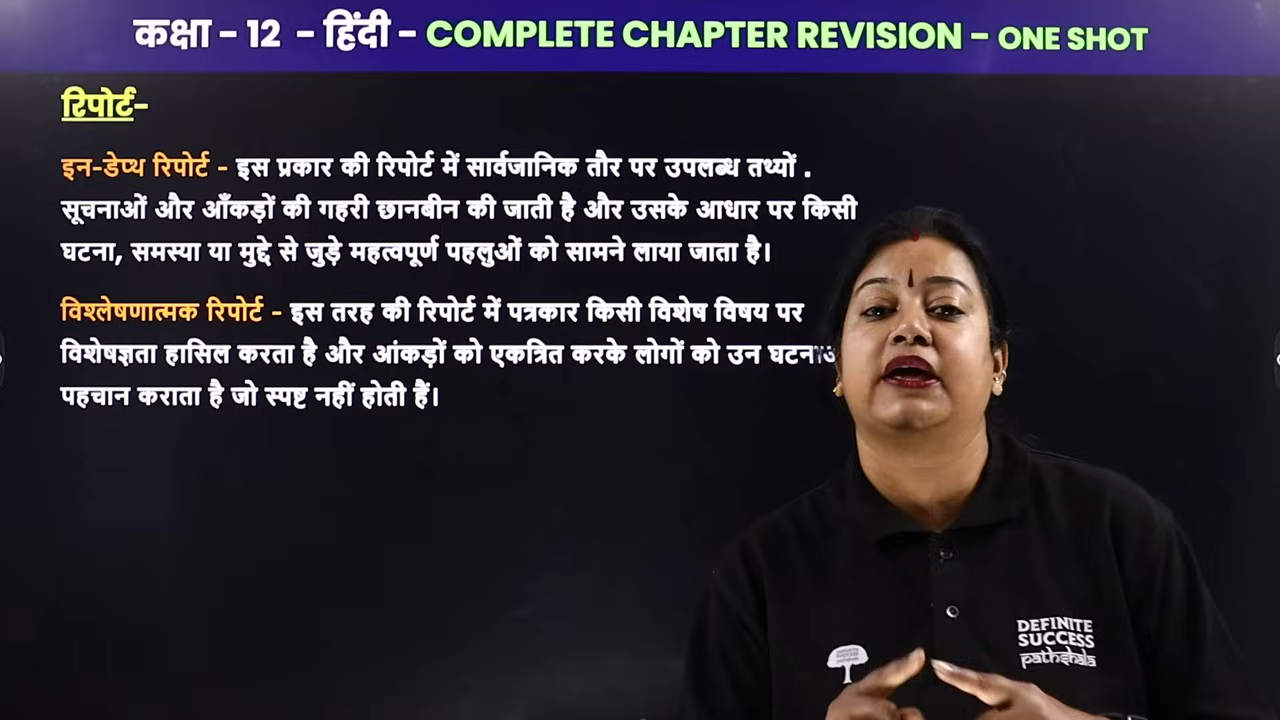 कक्षा - 12 - हिंदी - COMPLETE CHAPTER REVISION - ONE SHOT
रिपोर्ट-
इन-डेप्थ रिपोर्ट - इस प्रकार की रिपोर्ट में सार्वजानिक तौर पर उपलब्ध तथ्यों .
सूचनाओं और आँकड़ों की गहरी छानबीन की जाती है और उसके आधार पर किसी
घटना, समस्या या मुद्दे से जुड़े महत्वपूर्ण पहलुओं को सामने लाया जाता है।
विश्लेषणात्मक रिपोर्ट - इस तरह की रिपोर्ट में पत्रकार किसी विशेष विषय पर
विशेषज्ञता हासिल करता है और आंकड़ों को एकत्रित करके लोगों को उन
पहचान कराता है जो स्पष्ट नहीं होती हैं।
DEFINITE
SUCCESS
pathshala